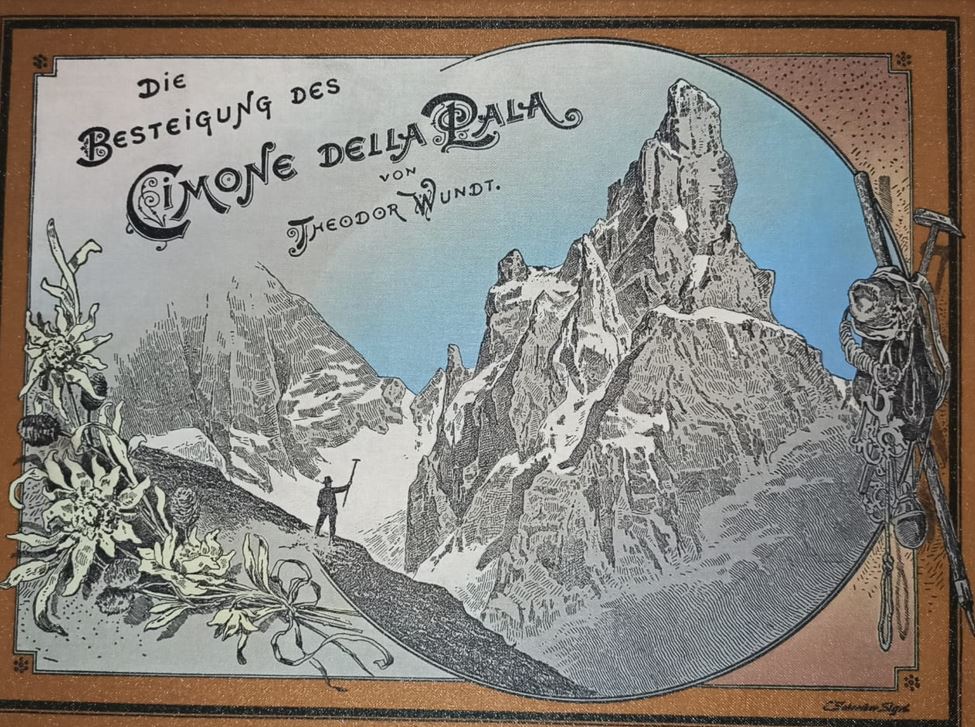 Die
Besteigung des
Cimone della Pala
von
Theodor Wundt.